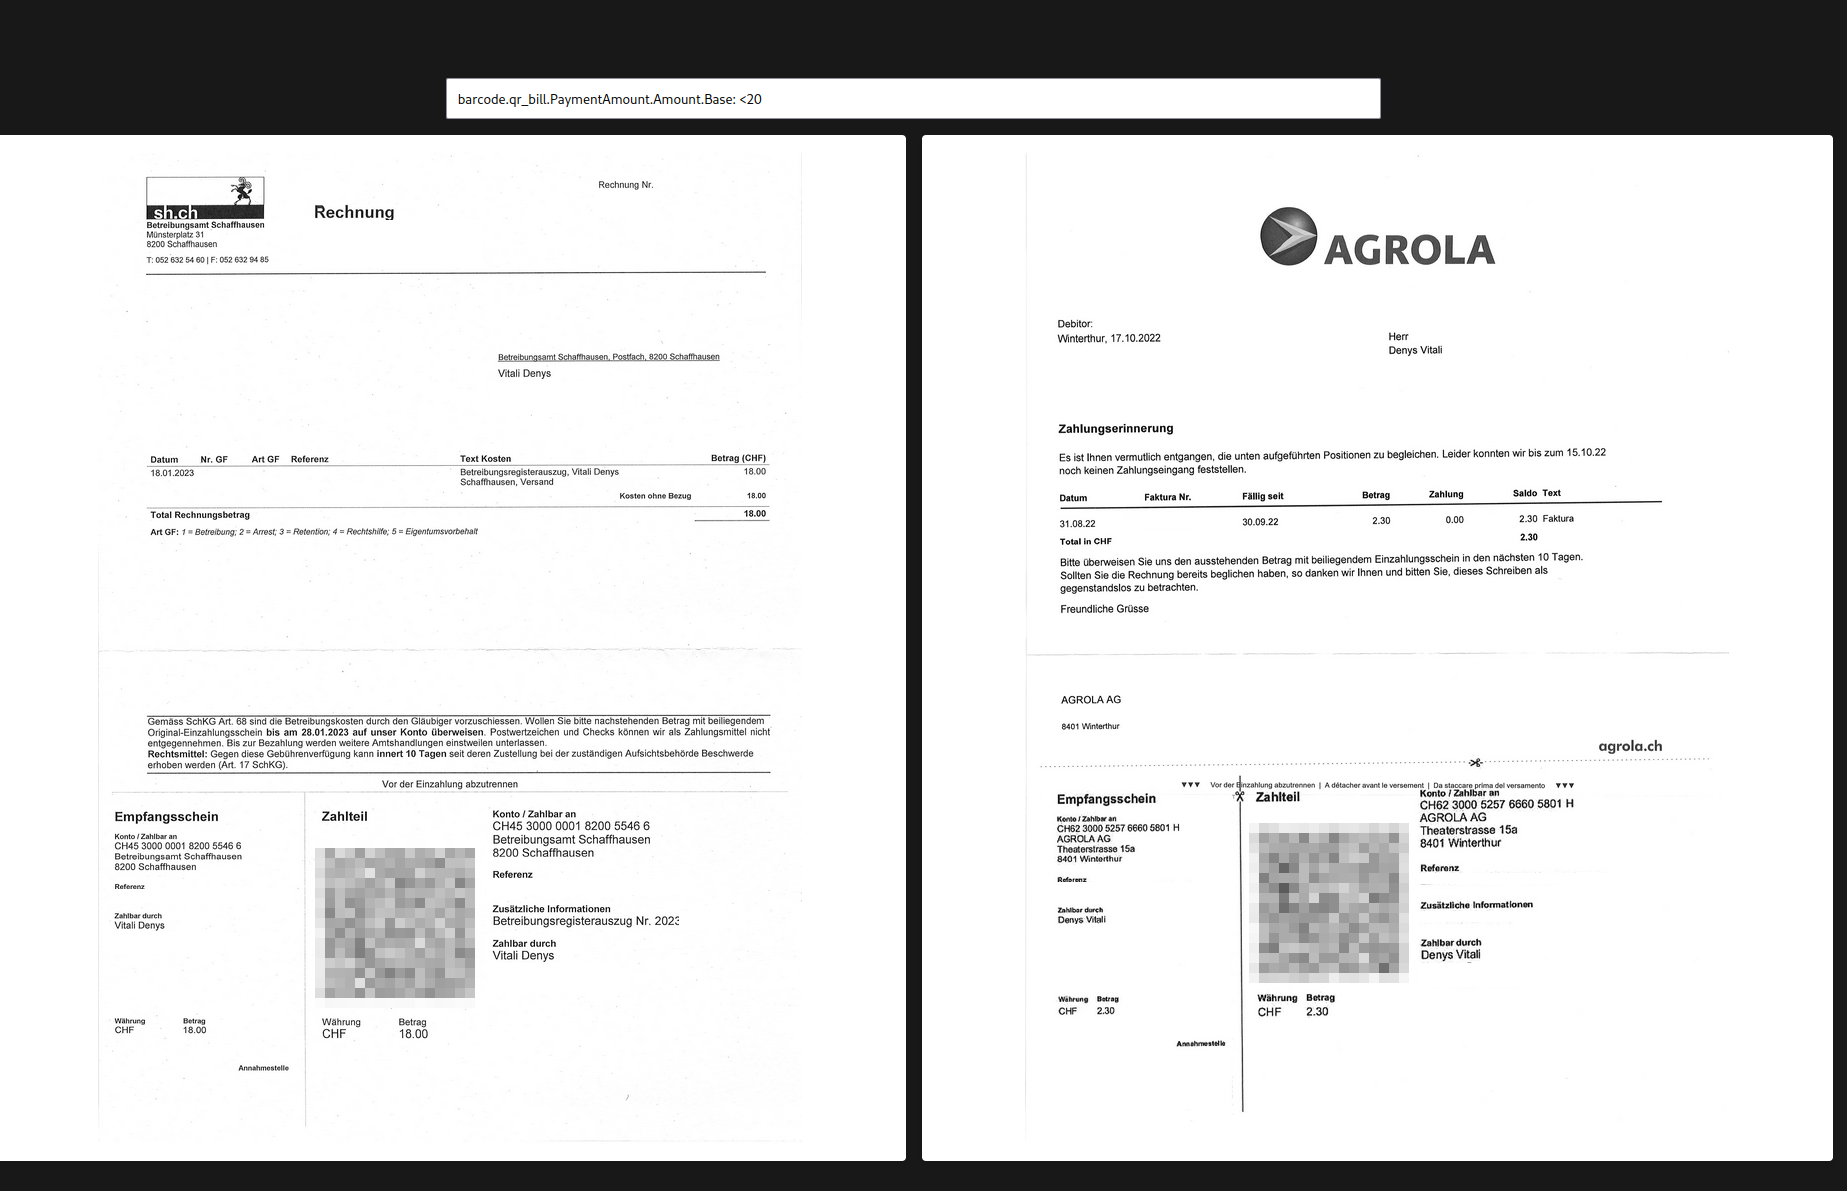 barcode.qr_bill.PaymentAmount.Amount.Base: <20
sh.ch
Betreibungsamt Schaffhausen
Münsterplatz 31
8200 Schaffhausen
T: 052 632 54 60 | F: 052 632 94 85
Rechnung
Rechnung Nr.
Betreibungsamt Schaffhausen, Postfach, 8200 Schaffhausen
Vitali Denys
Datum Nr. GF Art GF Referenz Text Kosten Betrag (CHF)
18.01.2023 Betreibungsregisterauszug, Vitali Denys 18.00
Schaffhausen, Versand
Kosten ohne Bezug 18.00
Total Rechnungsbetrag 18.00
Art GF: 1 = Betreibung; 2 = Arrest; 3 = Retention; 4 = Rechtshilfe; 5 = Eigentumsvorbehalt
Gemäss SchKG Art. 68 sind die Betreibungskosten durch den Gläubiger vorzuschiessen. Wollen Sie bitte nachstehenden Betrag mit beiliegendem
Original-Einzahlungsschein bis am 28.01.2023 auf unser Konto überweisen. Postwertzeichen und Checks können wir als Zahlungsmittel nicht
entgegennehmen. Bis zur Bezahlung werden weitere Amtshandlungen einstweilen unterlassen.
Rechtsmittel: Gegen diese Gebührenverfügung kann innert 10 Tagen seit deren Zustellung bei der zuständigen Aufsichtsbehörde Beschwerde
erhoben werden (Art. 17 SchKG).
Vor der Einzahlung abzutrennen
Empfangsschein
Konto / Zahlbar an
CH45 3000 0001 8200 5546 6
Betreibungsamt Schaffhausen
8200 Schaffhausen
Referenz
Zahlbar durch
Vitali Denys
Währung Betrag
CHF 18.00
Annahmestelle
Zahlteil
Währung Betrag
CHF 18.00
Konto / Zahlbar an
CH45 3000 0001 8200 5546 6
Betreibungsamt Schaffhausen
8200 Schaffhausen
Referenz
Zusätzliche Informationen
Betreibungsregisterauszug Nr. 2023
Zahlbar durch
Vitali Denys
AGROLA
Debitor:
Winterthur, 17.10.2022
Herr
Denys Vitali
Zahlungserinnerung
Es ist Ihnen vermutlich entgangen, die unten aufgeführten Positionen zu begleichen. Leider konnten wir bis zum 15.10.22
noch keinen Zahlungseingang feststellen.
Datum Faktura Nr. Fällig seit Betrag Zahlung Saldo Text
31.08.22 30.09.22 2.30 0.00 2.30 Faktura
Total in CHF 2.30
Bitte überweisen Sie uns den ausstehenden Betrag mit beiliegendem Einzahlungsschein in den nächsten 10 Tagen.
Sollten Sie die Rechnung bereits beglichen haben, so danken wir Ihnen und bitten Sie, dieses Schreiben als
gegenstandslos zu betrachten.
Freundliche Grüsse
AGROLA AG
8401 Winterthur
agrola.ch
Vor der Einzahlung abzutrennen | A détacher avant le versement | Da staccare prima del versamento
Empfangsschein
Konto / Zahlbar an
CH62 3000 5257 6660 5801 H
AGROLA AG
Theaterstrasse 15a
8401 Winterthur
Referenz
Zahlbar durch
Denys Vitali
Währung Betrag
CHF 2.30
Annahmestelle
Zahlteil
Währung Betrag
CHF 2.30
Konto / Zahlbar an
CH62 3000 5257 6660 5801 H
AGROLA AG
Theaterstrasse 15a
8401 Winterthur
Referenz
Zusätzliche Informationen
Zahlbar durch
Denys Vitali